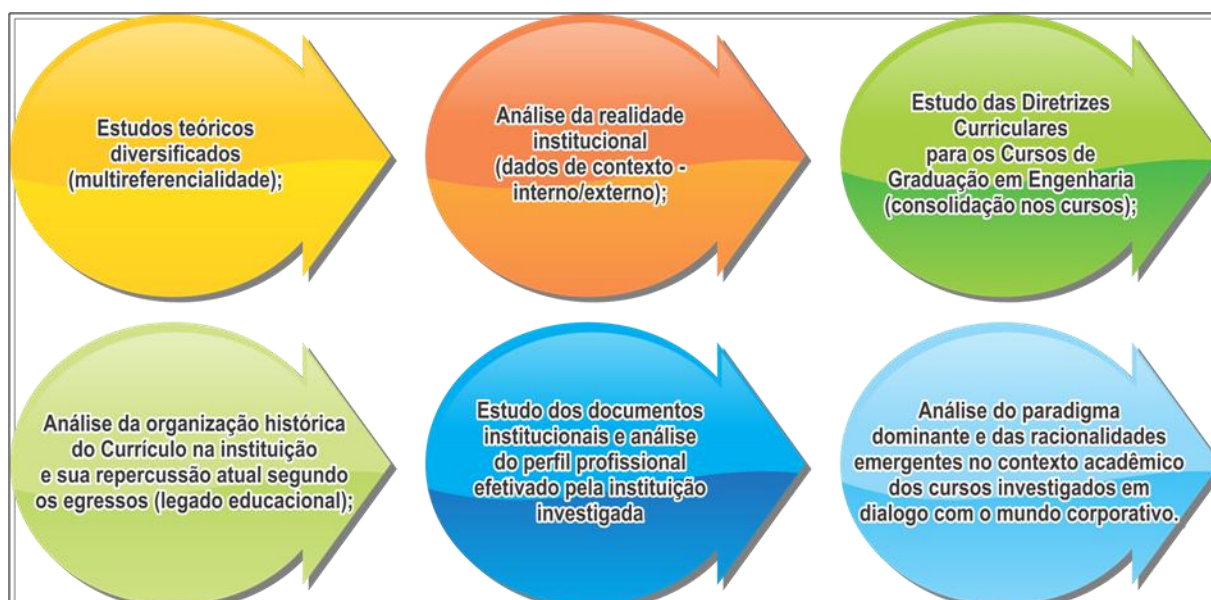 Estudos teóricos
diversificados
(multireferencialidade);
Análise da realidade
institucional
(dados de contexto -
interno/externo);
Estudo das Diretrizes
Curriculares
para os Cursos de
Graduação em Engenharia
(consolidação nos cursos);
Análise da organização histórica
do Currículo na instituição
e sua repercussão atual segundo
os egressos (legado educacional);
Estudo dos documentos
institucionais e análise
do perfil profissional
efetivado pela instituição
investigada
Análise do paradigma
dominante e das racionalidades
emergentes no contexto acadêmico
dos cursos investigados em
dialogo com o mundo corporativo.